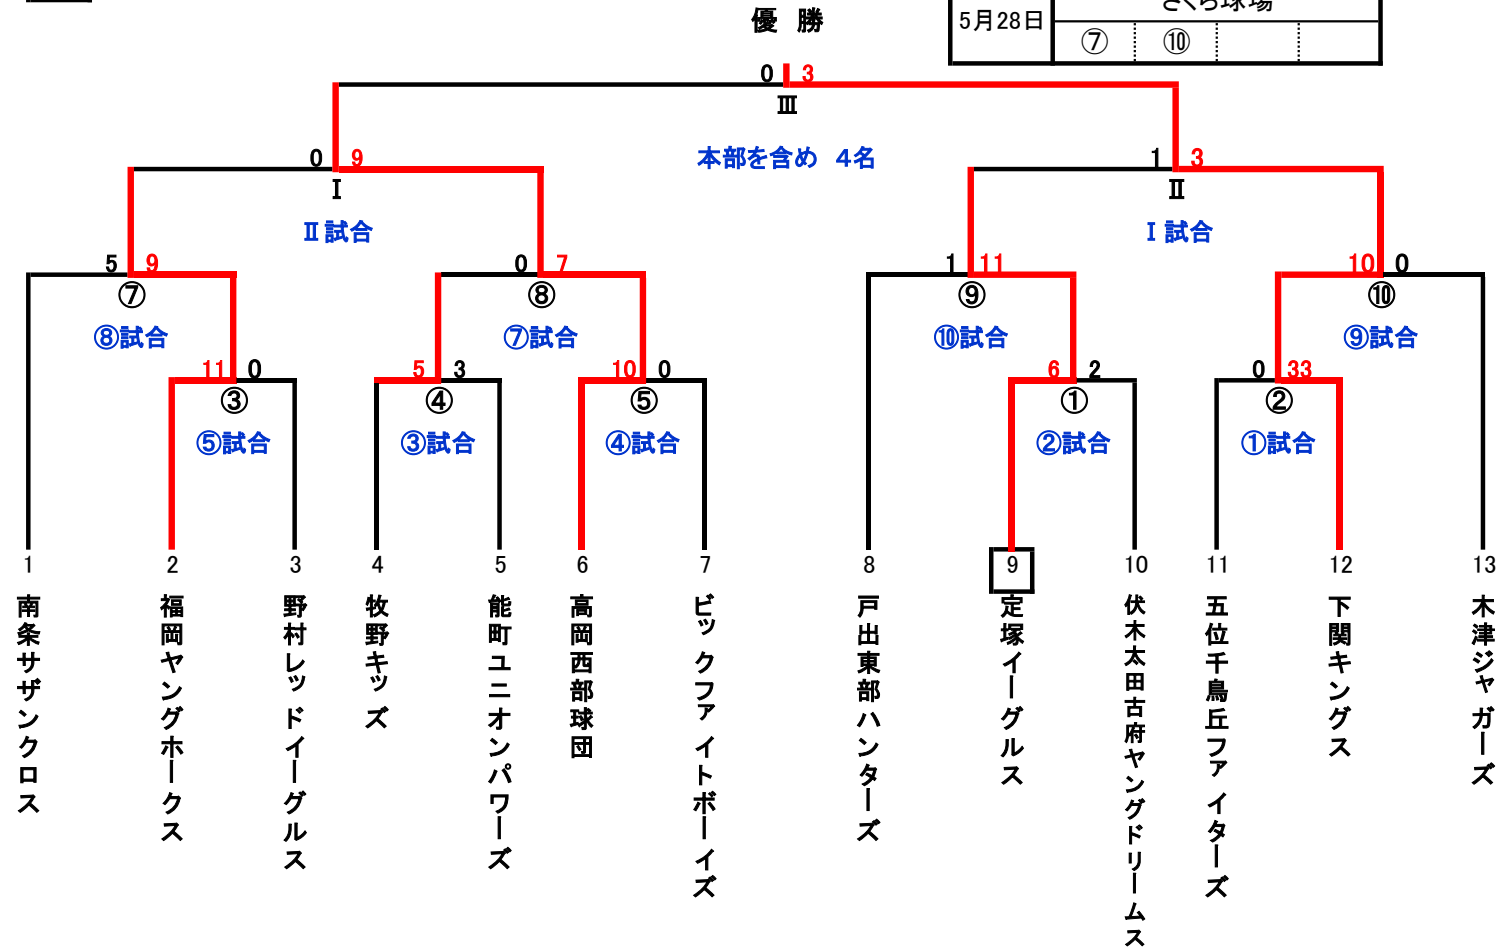 さくら球場
5月28日
⑦ ⑩
優 勝
0 3
Ⅲ
本部を含め 4名
0 9
Ⅰ
Ⅱ試合
1 3
Ⅱ
Ⅰ試合
5 9
⑦
⑧試合
0 7
⑧
⑦試合
1 11
⑨
⑩試合
10 0
⑩
⑨試合
11 0
③
⑤試合
5 3
④
③試合
10 0
⑤
④試合
6 2
①
②試合
0 33
②
①試合
1
南条サザンクロス
2
福岡ヤングホークス
3
野村レッドイーグルス
4
牧野キッズ
5
能町ユニオンパワーズ
6
高岡西部球団
7
ビックファイトボーイズ
8
戸出東部ハンターズ
9
定塚イーグルス
10
伏木太田古府ヤングドリームス
11
五位千鳥丘ファイターズ
12
下関キングス
13
木津ジャガーズ